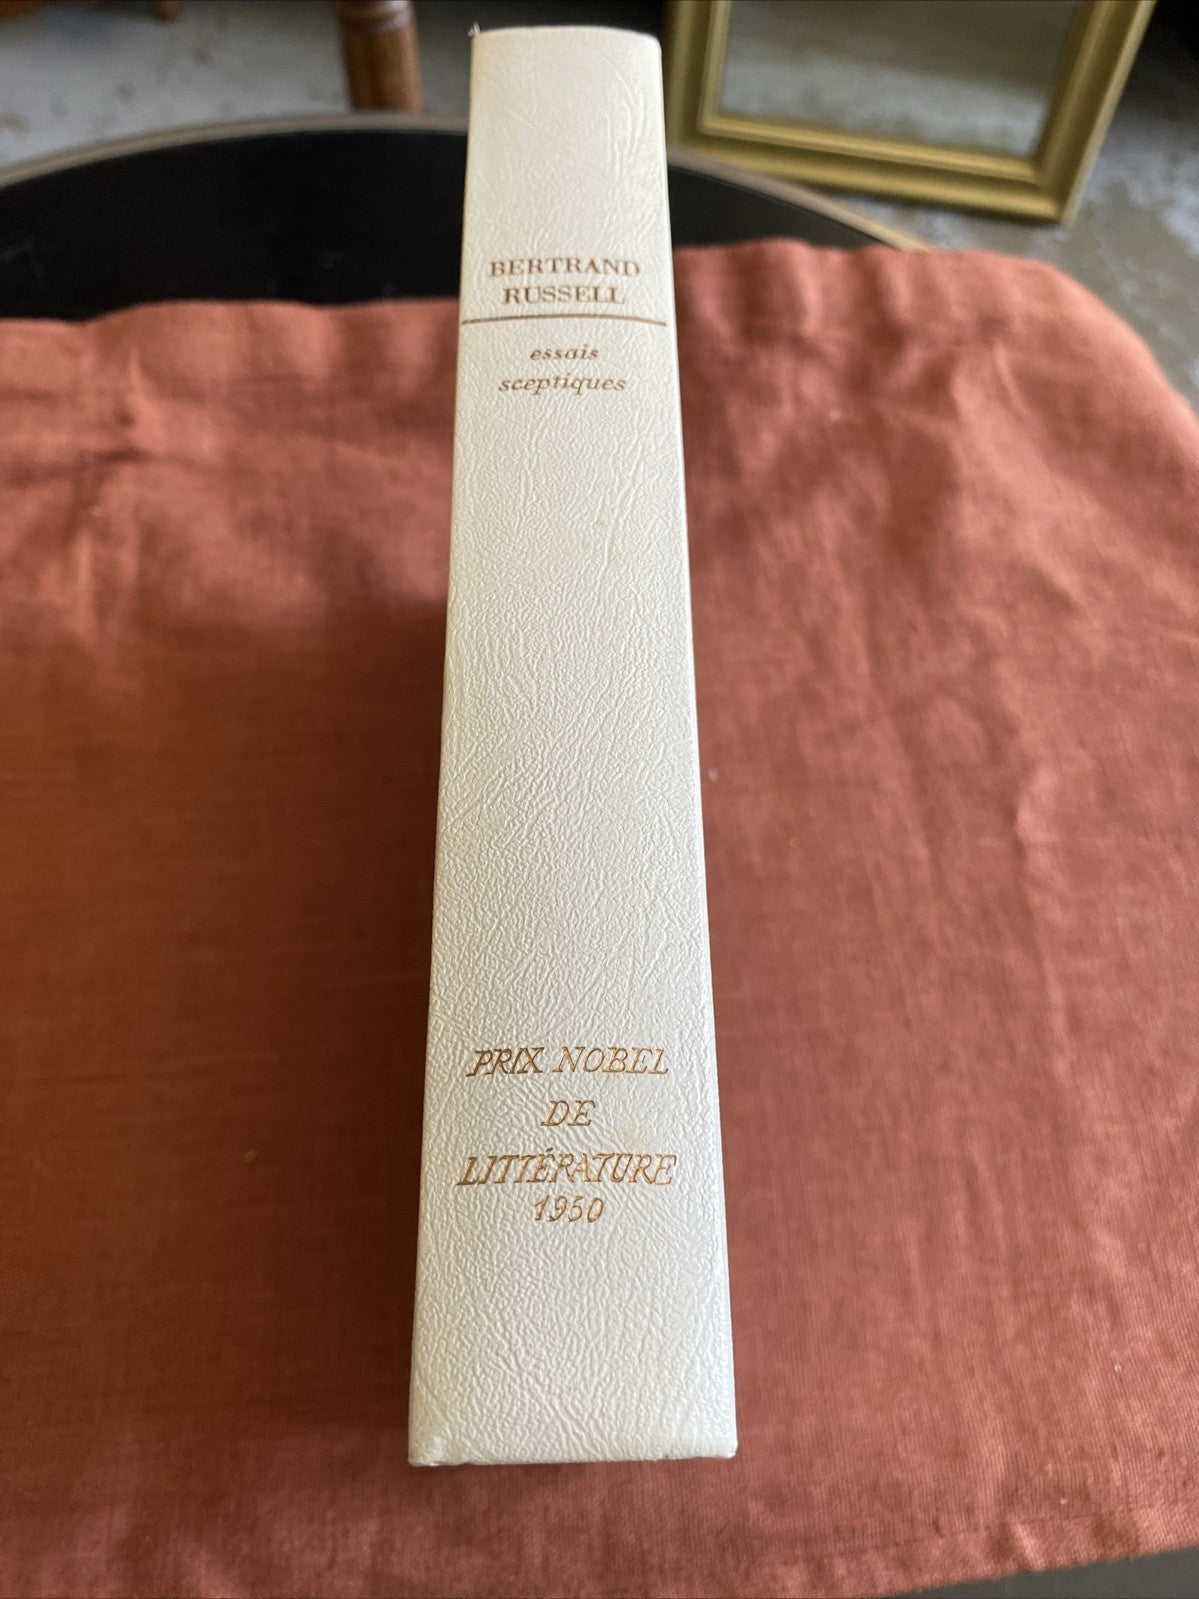 BERTRAND
RUSSELL
essais
sceptiques
PRIX NOBEL
DE
LITTÉRATURE
1950